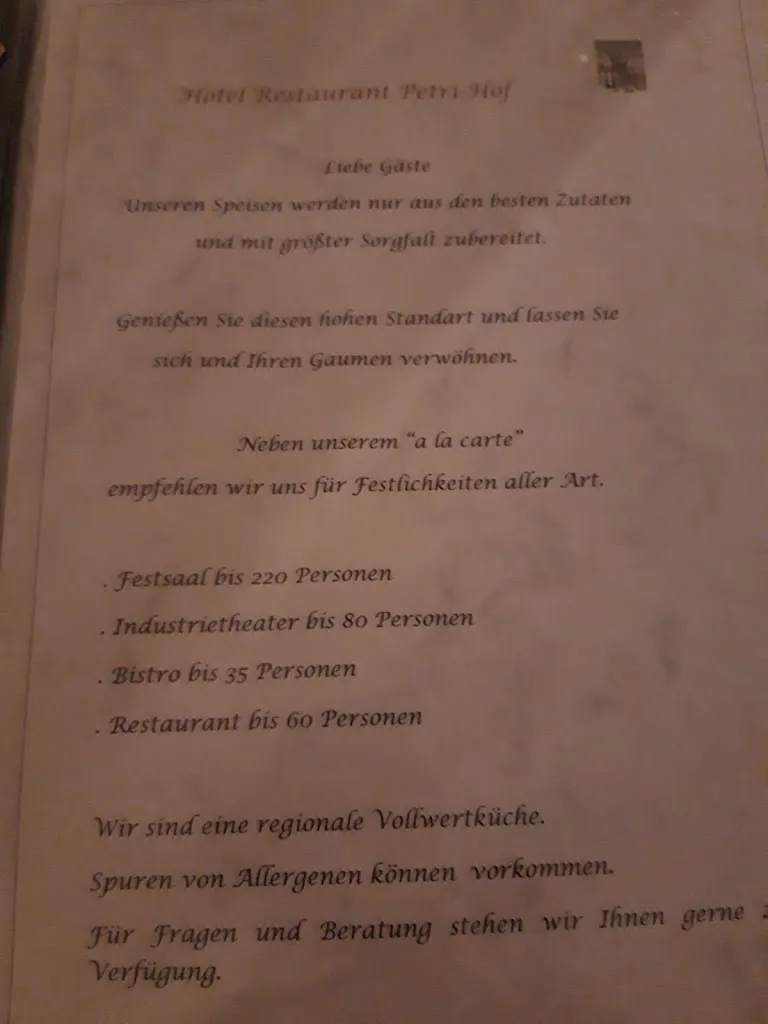 Hotel Restaurant Petri Hof
Liebe Gäste
Unseren Speisen werden nur aus den besten Zutaten
und mit größter Sorgfalt zubereitet.
Genießen Sie diesen hohen Standart und lassen Sie
sich und Ihren Gaumen verwöhnen.
Neben unserem “a la carte”
empfehlen wir uns für Festlichkeiten aller Art.
. Festsaal bis 220 Personen
. Industrietheater bis 80 Personen
. Bistro bis 35 Personen
. Restaurant bis 60 Personen
Wir sind eine regionale Vollwertküche.
Spuren von Allergenen können vorkommen.
Für Fragen und Beratung stehen wir Ihnen gerne
Verfügung.